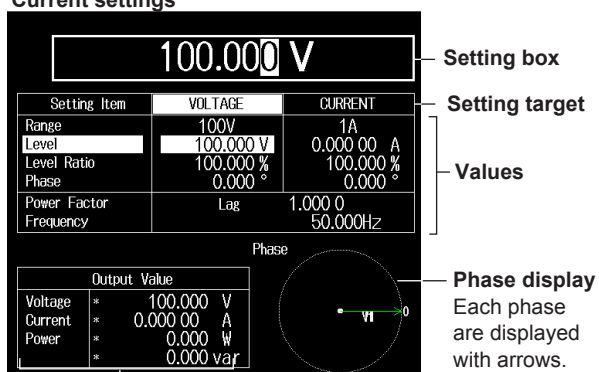 Current settings
100.000 V
Setting box
Setting Item VOLTAGE CURRENT
Setting target
Range 100V 1A
Level 100.000 V 0.000 00 A
Level Ratio 100.000 % 100.000 %
Phase 0.000 ° 0.000 °
Values
Power Factor Lag 1.000 0
Frequency 50.000Hz
Phase
Output Value
Voltage * 100.000 V
Current * 0.000 00 A
Power * 0.000 W
* 0.000 var
0
Phase display
Each phase
are displayed
with arrows.